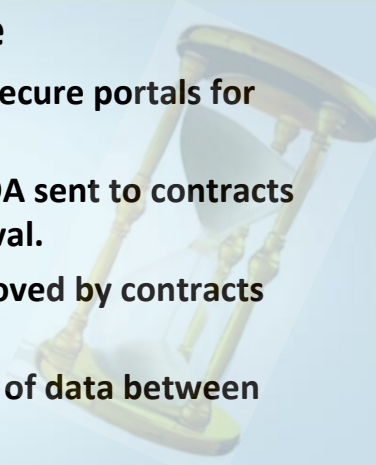 e
ecure portals for
DA sent to contracts
val.
oved by contracts
of data between